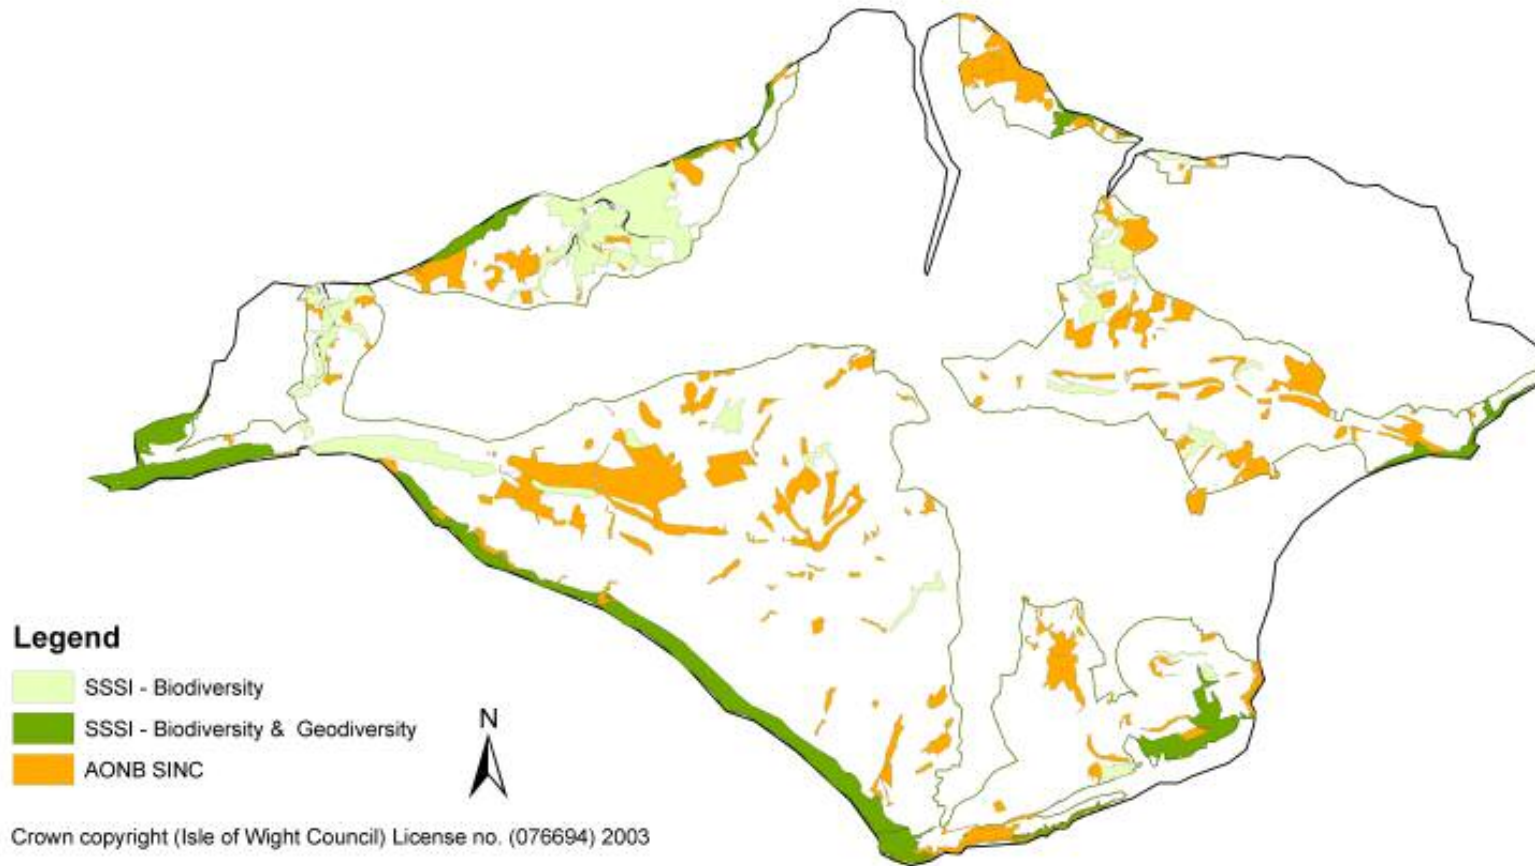 N
Legend
SSSI - Biodiversity
SSSI - Biodiversity & Geodiversity
AONB SINC
Crown copyright (Isle of Wight Council) License no. (076694) 2003